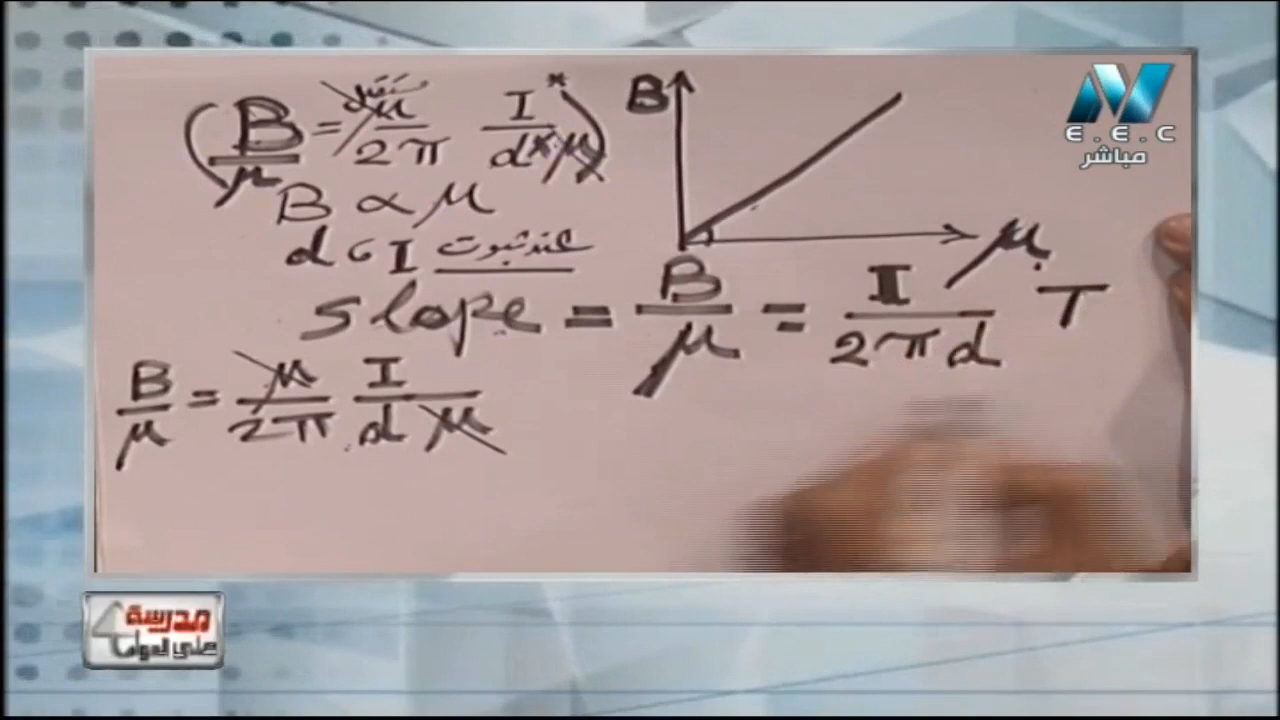 B/μ = μ/2π I/d μ
B ∝ μ
d، I عند ثبوت
B
μ
slope = B/μ = I/2πd T
B/μ = μ/2π I/d μ
E.E.C
مباشر
مدرسة
على الهواء